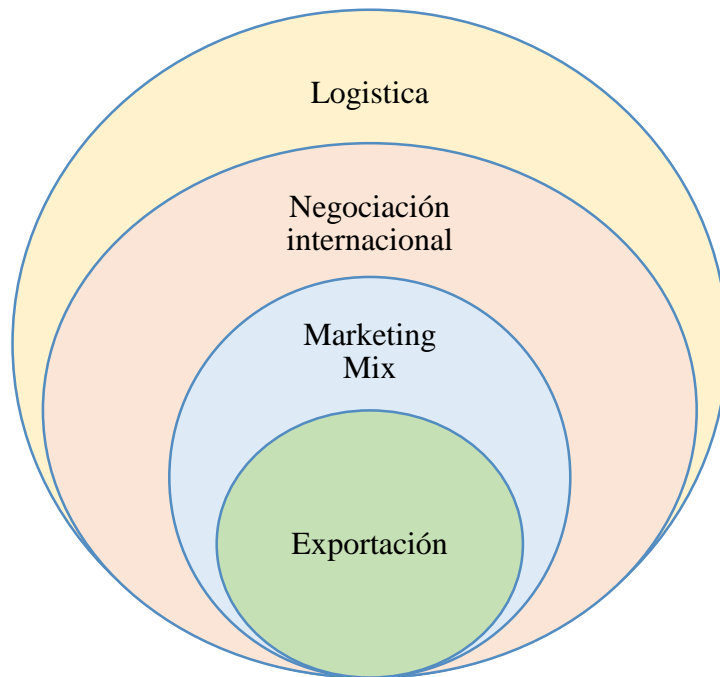 Logistica
Negociación
internacional
Marketing
Mix
Exportación